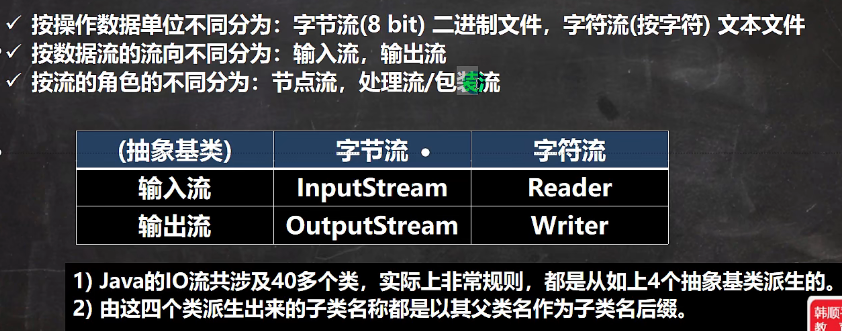 ✓ 按操作数据单位不同分为：字节流(8 bit) 二进制文件，字符流(按字符) 文本文件
✓ 按数据流的流向不同分为：输入流，输出流
✓ 按流的角色的不同分为：节点流，处理流/包装流
(抽象基类) 字节流 字符流
输入流 InputStream Reader
输出流 OutputStream Writer
1) Java的IO流共涉及40多个类，实际上非常规则，都是从如上4个抽象基类派生的。
2) 由这四个类派生出来的子类名称都是以其父类名作为子类名后缀。
韩顺